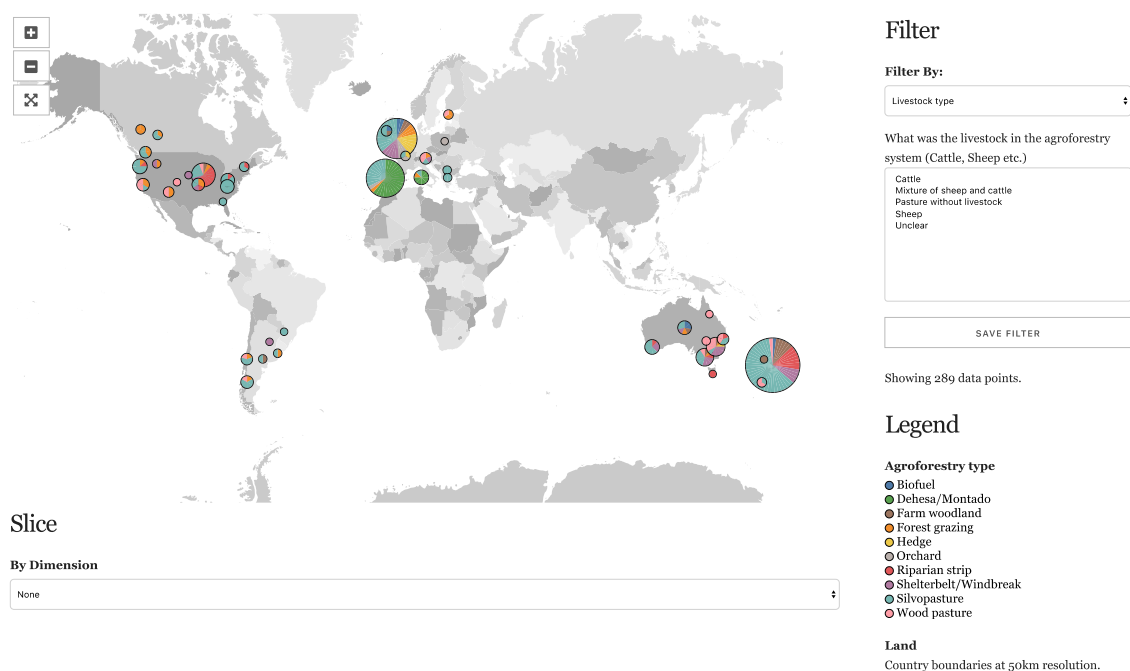 Filter
Filter By:
Livestock type
What was the livestock in the agroforestry
system (Cattle, Sheep etc.)
Cattle
Mixture of sheep and cattle
Pasture without livestock
Sheep
Unclear
SAVE FILTER
Showing 289 data points.
Legend
Agroforestry type
Biofuel
Dehesa/Montado
Farm woodland
Forest grazing
Hedge
Orchard
Riparian strip
Shelterbelt/Windbreak
Silvopasture
Wood pasture
Land
Country boundaries at 50km resolution.
Slice
By Dimension
None